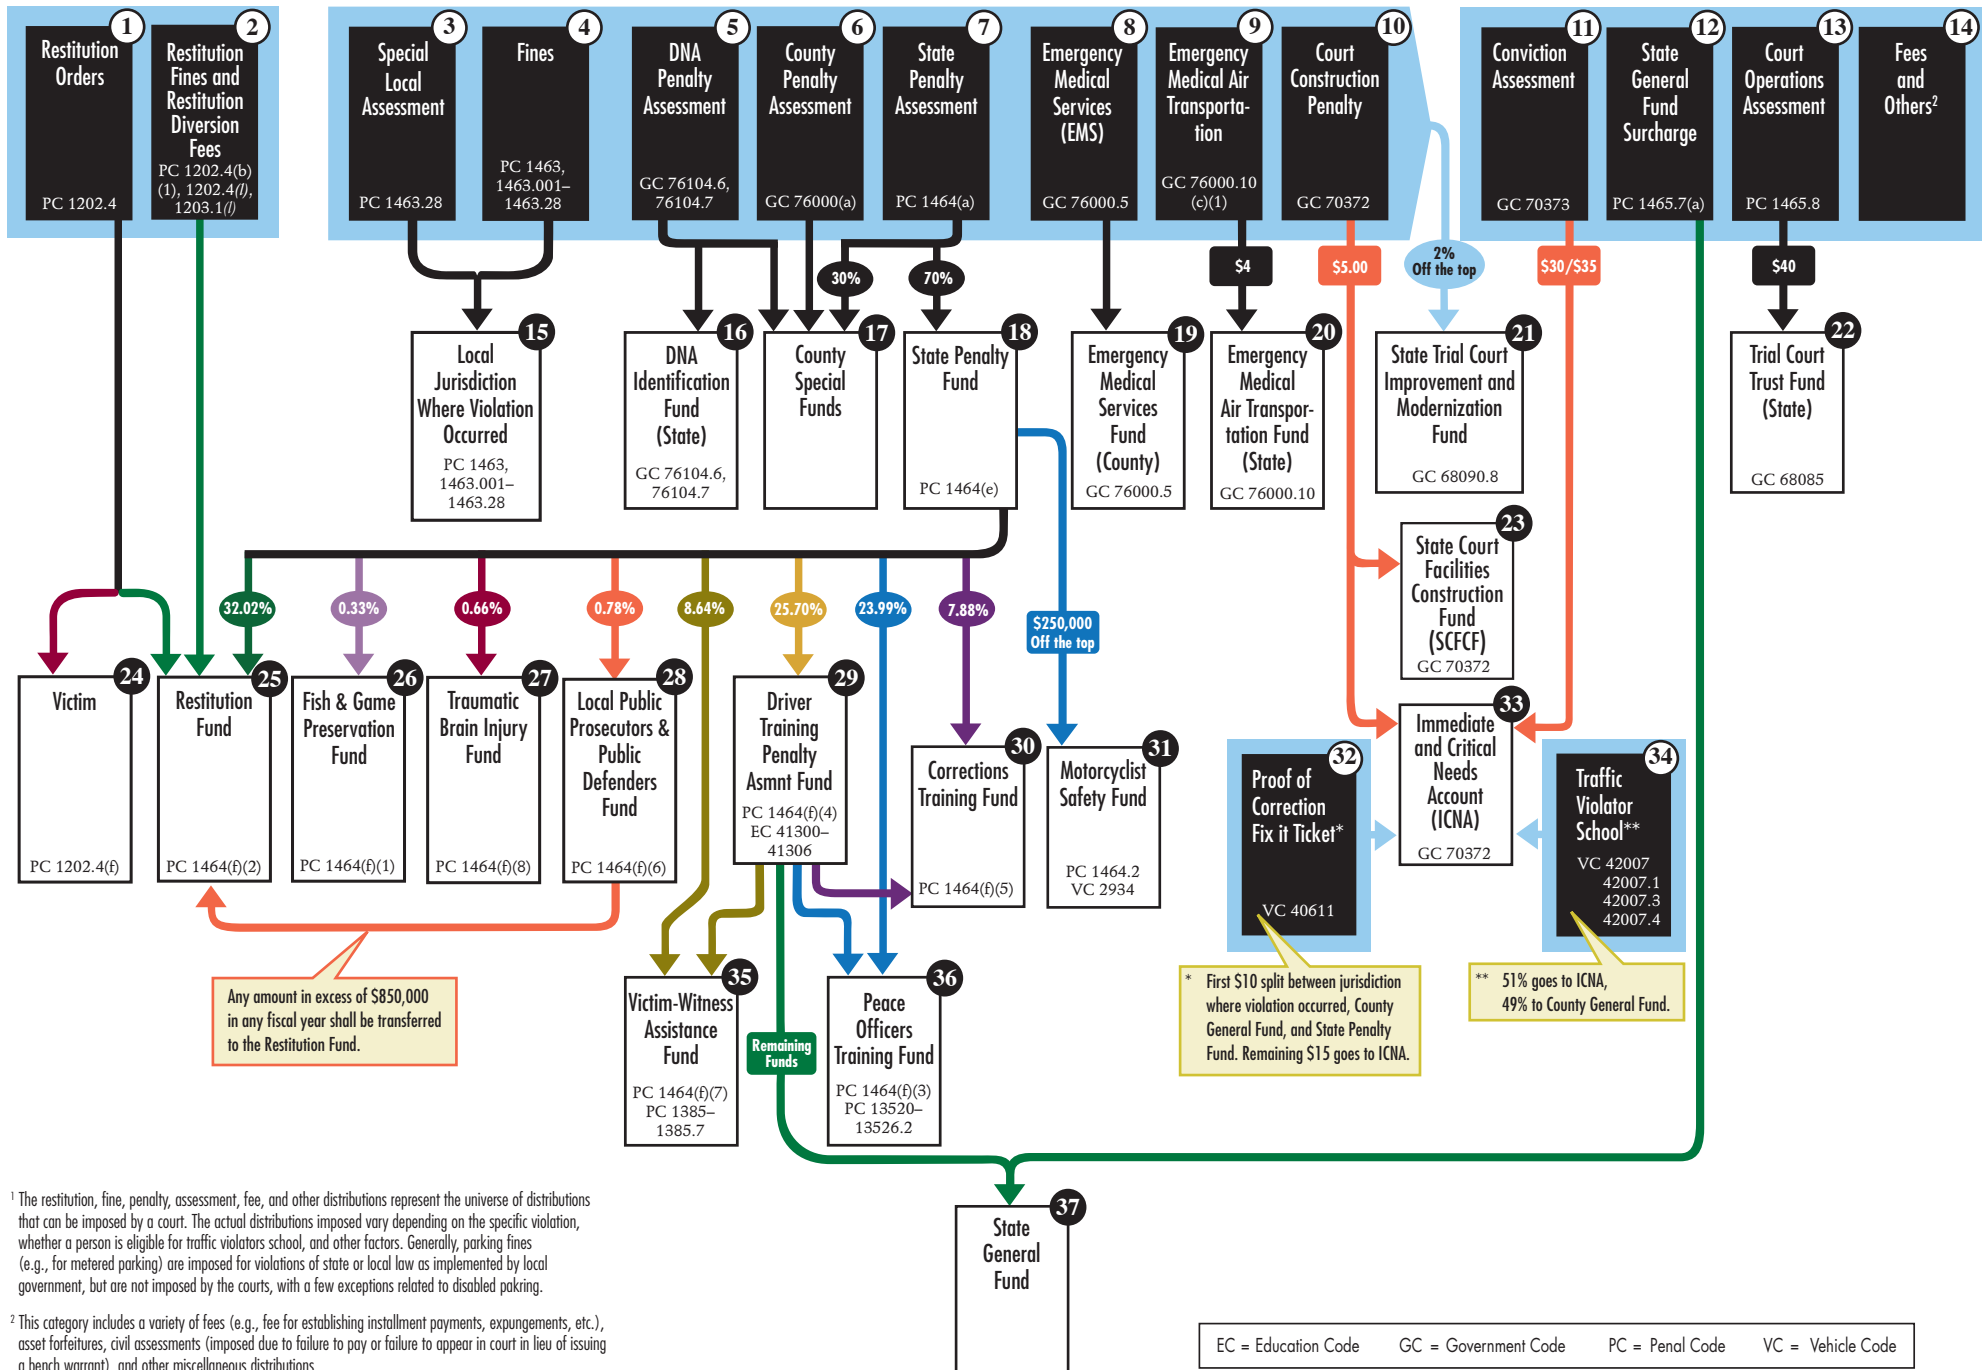 1
Restitution
Orders
PC 1202.4
2
Restitution
Fines and
Restitution
Diversion
Fees
PC 1202.4(b)
(1), 1202.4(l),
1203.1(l)
3
Special
Local
Assessment
PC 1463.28
4
Fines
PC 1463,
1463.001–
1463.28
5
DNA
Penalty
Assessment
GC 76104.6,
76104.7
6
County
Penalty
Assessment
GC 76000(a)
7
State
Penalty
Assessment
PC 1464(a)
8
Emergency
Medical
Services
(EMS)
GC 76000.5
9
Emergency
Medical Air
Transporta-
tion
GC 76000.10
(c)(1)
10
Court
Construction
Penalty
GC 70372
11
Conviction
Assessment
GC 70373
12
State
General
Fund
Surcharge
PC 1465.7(a)
13
Court
Operations
Assessment
PC 1465.8
14
Fees
and
Others2
30%
70%
$4
$5.00
2%
Off the top
$30/$35
$40
15
Local
Jurisdiction
Where Violation
Occurred
PC 1463,
1463.001–
1463.28
16
DNA
Identification
Fund
(State)
GC 76104.6,
76104.7
17
County
Special
Funds
18
State Penalty
Fund
PC 1464(e)
19
Emergency
Medical
Services
Fund
(County)
GC 76000.5
20
Emergency
Medical
Air Transpor-
tation Fund
(State)
GC 76000.10
21
State Trial Court
Improvement and
Modernization
Fund
GC 68090.8
22
Trial Court
Trust Fund
(State)
GC 68085
23
State Court
Facilities
Construction
Fund
(SCFCF)
GC 70372
32.02%
0.33%
0.66%
0.78%
8.64%
25.70%
23.99%
7.88%
$250,000
Off the top
24
Victim
PC 1202.4(f)
25
Restitution
Fund
PC 1464(f)(2)
26
Fish & Game
Preservation
Fund
PC 1464(f)(1)
27
Traumatic
Brain Injury
Fund
PC 1464(f)(8)
28
Local Public
Prosecutors &
Public
Defenders
Fund
PC 1464(f)(6)
29
Driver
Training
Penalty
Asmnt Fund
PC 1464(f)(4)
EC 41300–
41306
30
Corrections
Training Fund
PC 1464(f)(5)
31
Motorcyclist
Safety Fund
PC 1464.2
VC 2934
32
Proof of
Correction
Fix it Ticket*
VC 40611
33
Immediate
and Critical
Needs
Account
(ICNA)
GC 70372
34
Traffic
Violator
School**
VC 42007
42007.1
42007.3
42007.4
* First $10 split between jurisdiction
where violation occurred, County
General Fund, and State Penalty
Fund. Remaining $15 goes to ICNA.
** 51% goes to ICNA,
49% to County General Fund.
Any amount in excess of $850,000
in any fiscal year shall be transferred
to the Restitution Fund.
35
Victim-Witness
Assistance
Fund
PC 1464(f)(7)
PC 1385–
1385.7
Remaining
Funds
36
Peace
Officers
Training Fund
PC 1464(f)(3)
PC 13520–
13526.2
37
State
General
Fund
1 The restitution, fine, penalty, assessment, fee, and other distributions represent the universe of distributions
that can be imposed by a court. The actual distributions imposed vary depending on the specific violation,
whether a person is eligible for traffic violators school, and other factors. Generally, parking fines
(e.g., for metered parking) are imposed for violations of state or local law as implemented by local
government, but are not imposed by the courts, with a few exceptions related to disabled pakring.
2 This category includes a variety of fees (e.g., fee for establishing installment payments, expungements, etc.),
asset forfeitures, civil assessments (imposed due to failure to pay or failure to appear in court in lieu of issuing
a bench warrant), and other miscellaneous distributions
EC = Education Code GC = Government Code PC = Penal Code VC = Vehicle Code